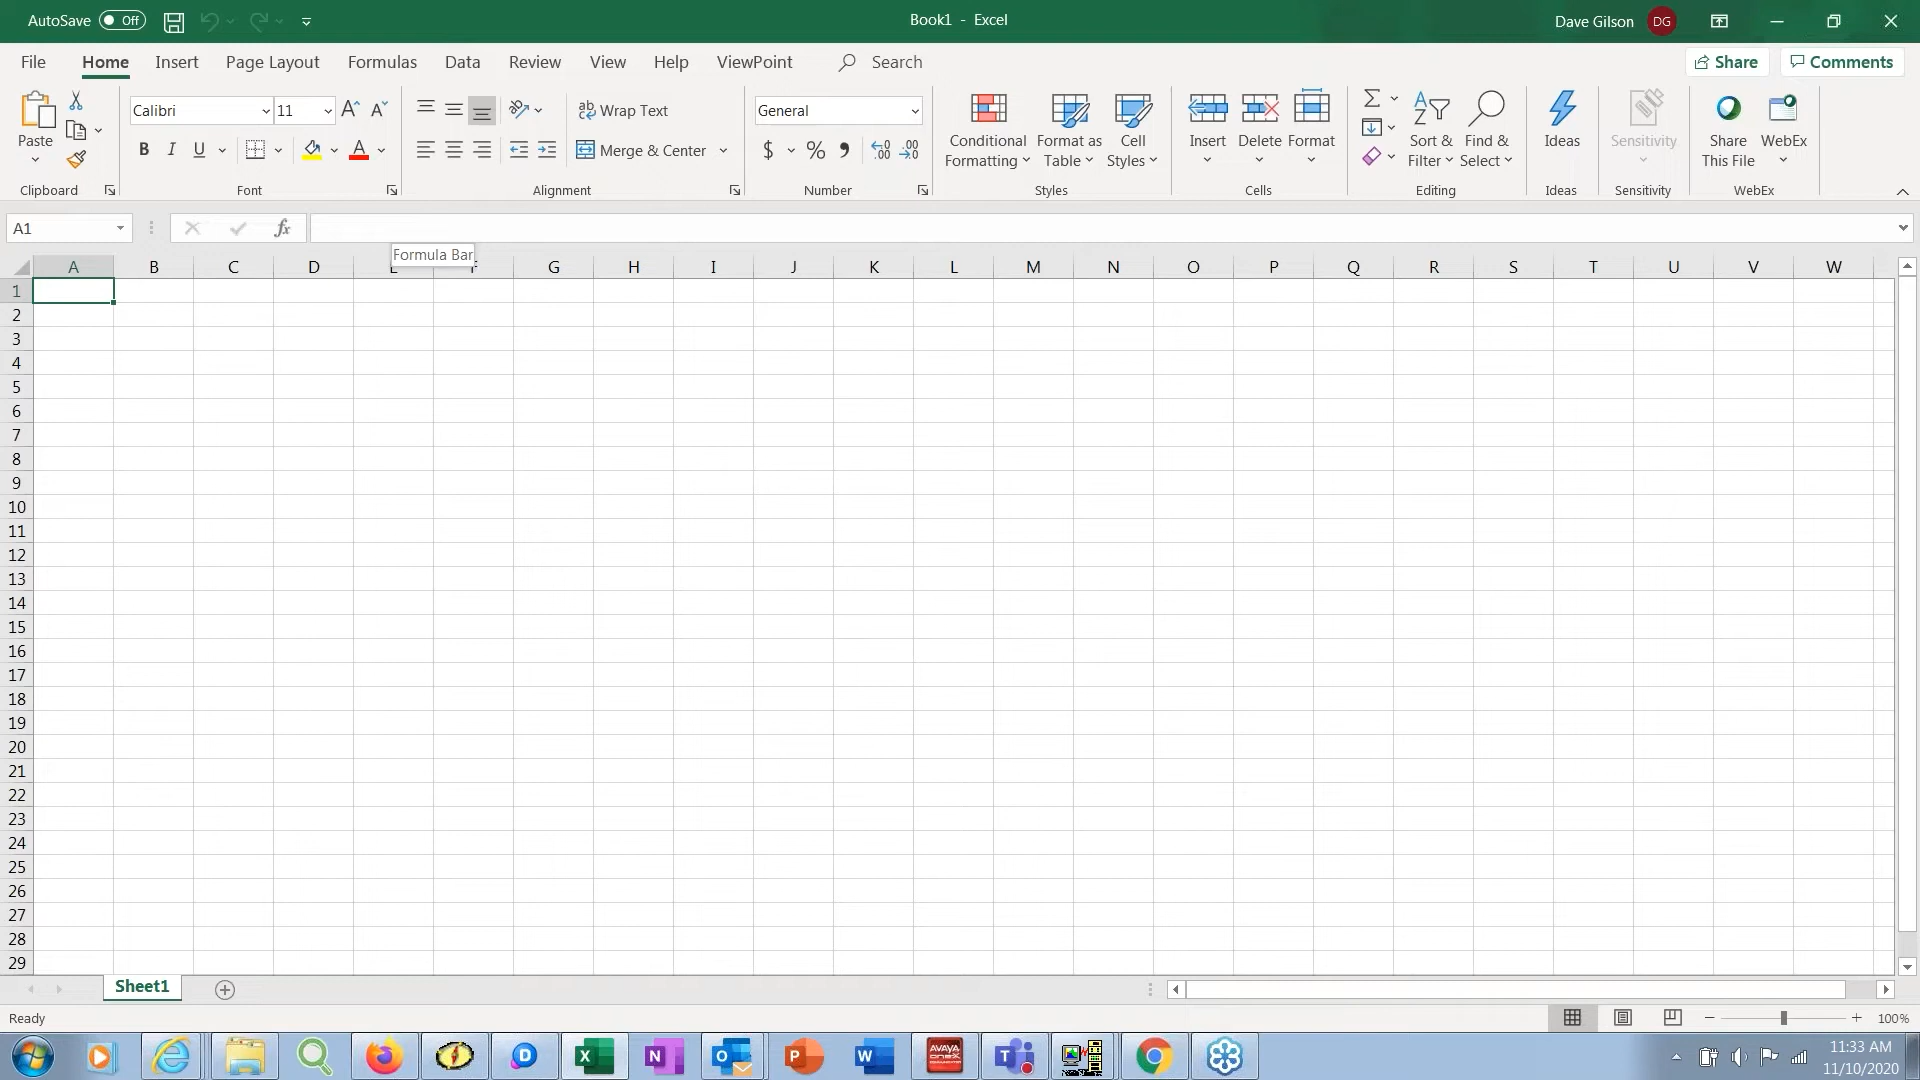 AutoSave Off
Book1 - Excel
Dave Gilson DG
File Home Insert Page Layout Formulas Data Review View Help ViewPoint Search Share Comments
Calibri 11 Wrap Text General
Paste Merge & Center Conditional Formatting Format as Table Cell Styles Insert Delete Format Sort & Filter Find & Select Ideas Sensitivity Share This File WebEx
B I U A $ % 9 .00 .0
Clipboard Font Alignment Number Styles Cells Editing Ideas Sensitivity WebEx
A1 fx
Formula Bar
A B C D E F G H I J K L M N O P Q R S T U V W
1
2
3
4
5
6
7
8
9
10
11
12
13
14
15
16
17
18
19
20
21
22
23
24
25
26
27
28
29
Sheet1
Ready 100%
AVAYA
11:33 AM
11/10/2020